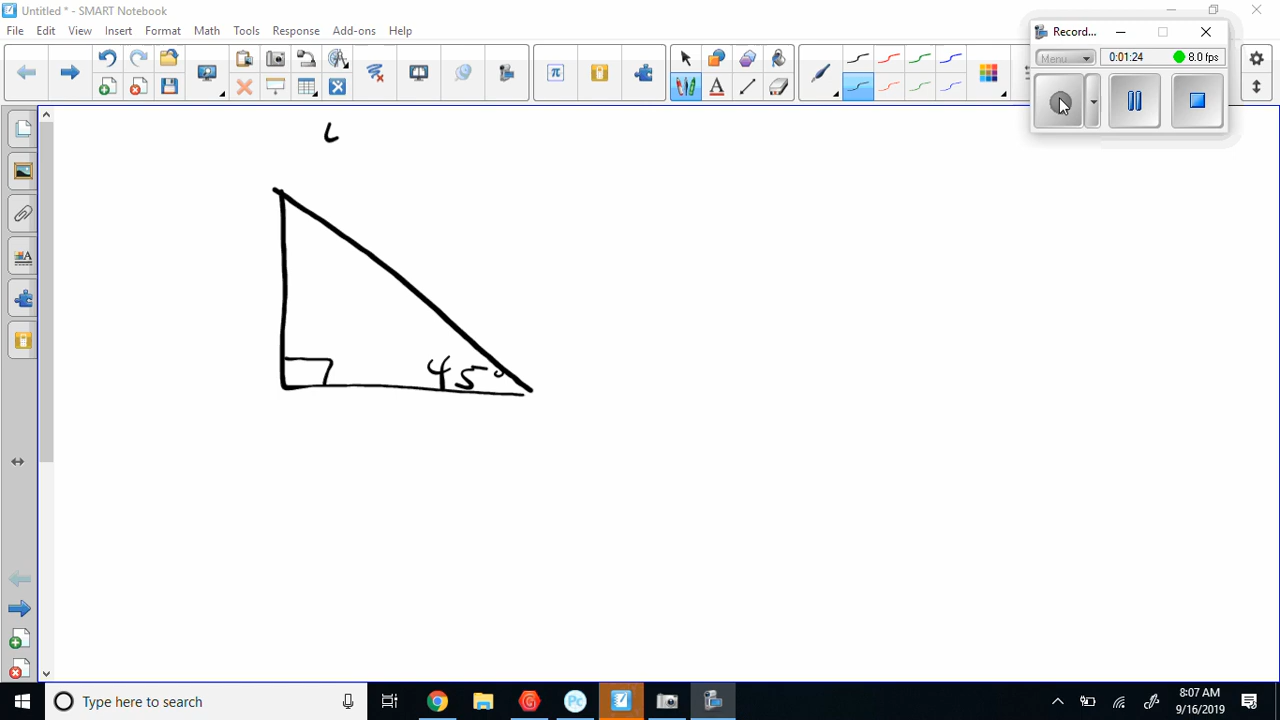 Untitled * - SMART Notebook
File Edit View Insert Format Math Tools Add-ons Response Help
Record...
Menu
0:01:24
8.0 fps
π
A
45°
Type here to search
8:07 AM
9/16/2019